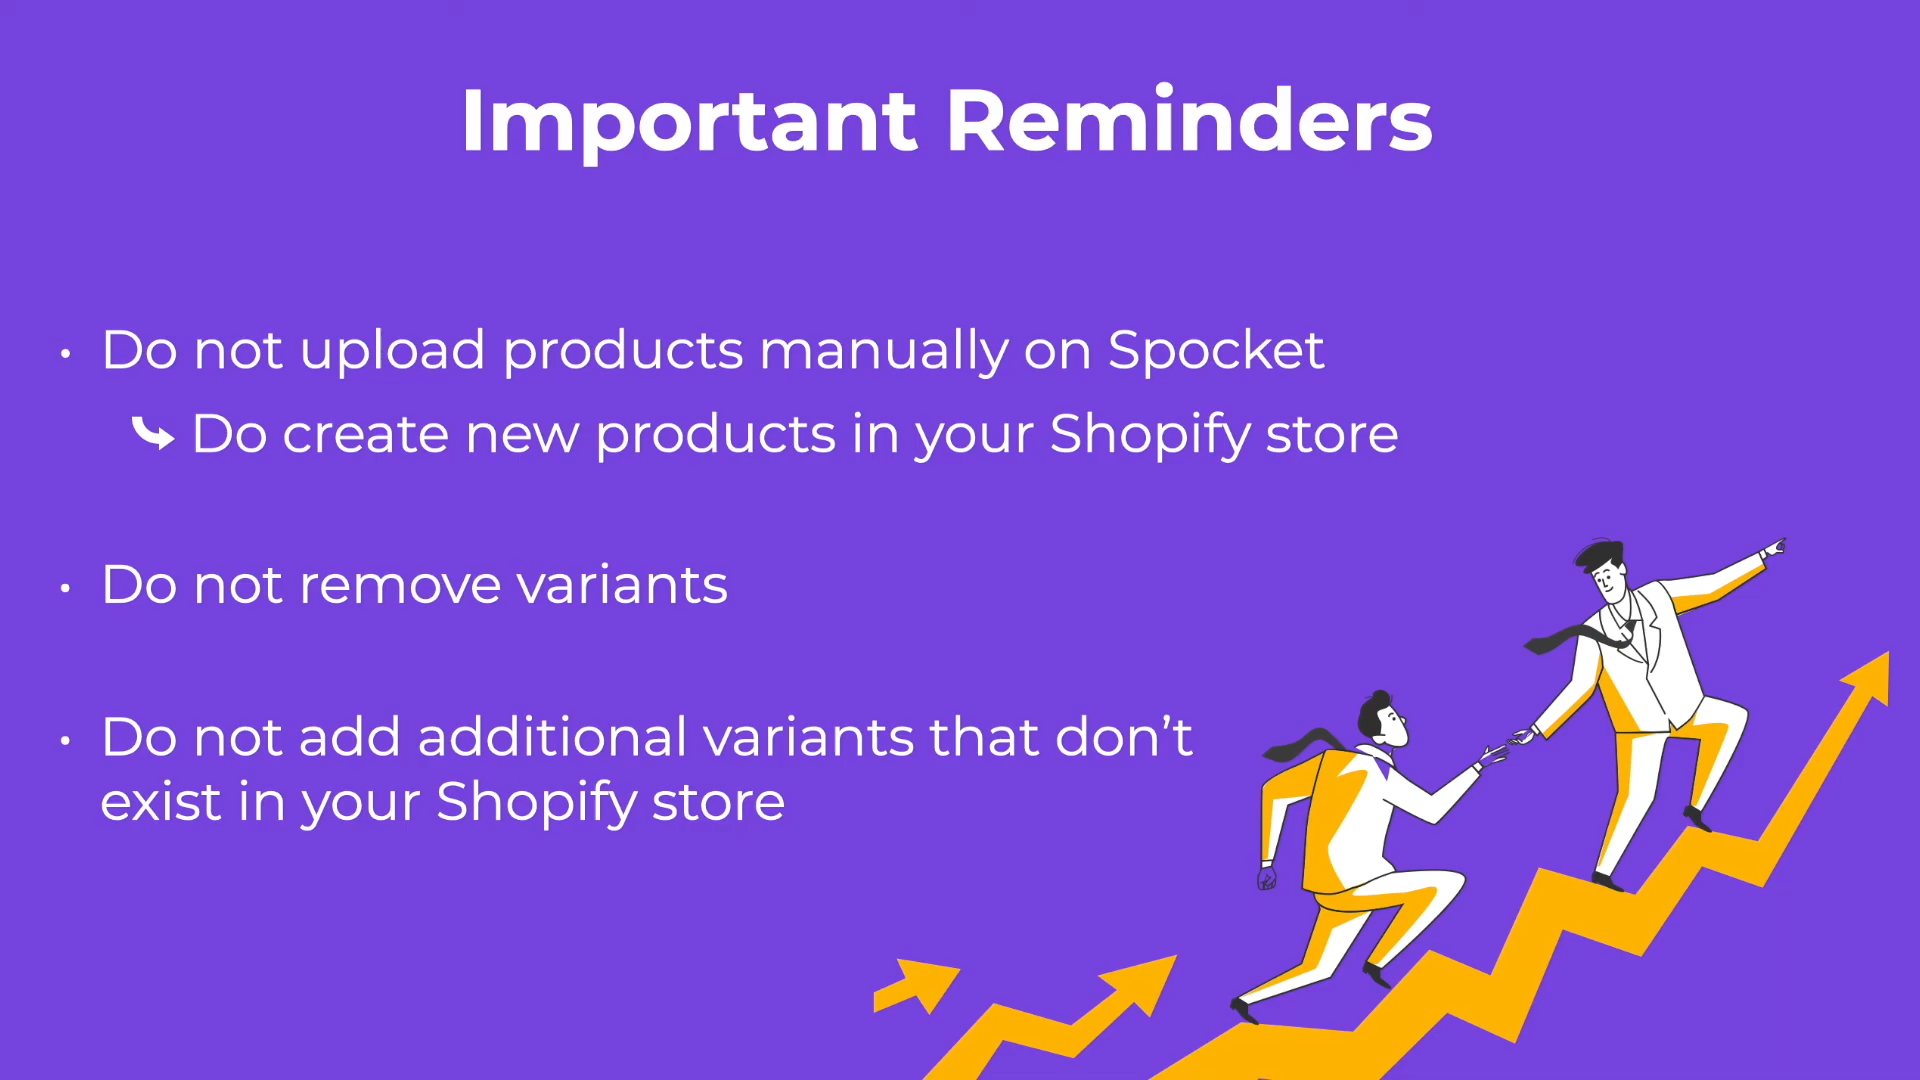 Important Reminders
• Do not upload products manually on Spocket
Do create new products in your Shopify store
• Do not remove variants
• Do not add additional variants that don’t
exist in your Shopify store